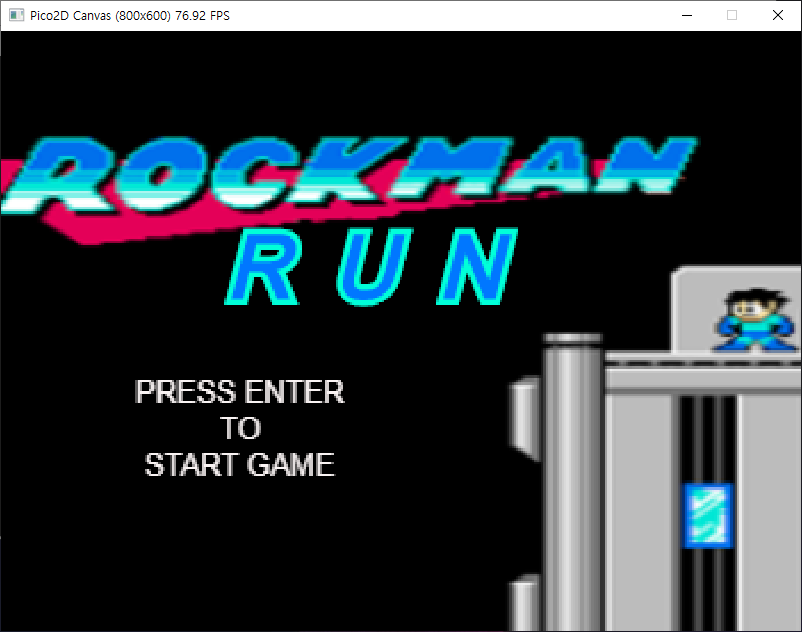 Pico2D Canvas (800x600) 76.92 FPS
ROCKMAN
RUN
PRESS ENTER
TO
START GAME